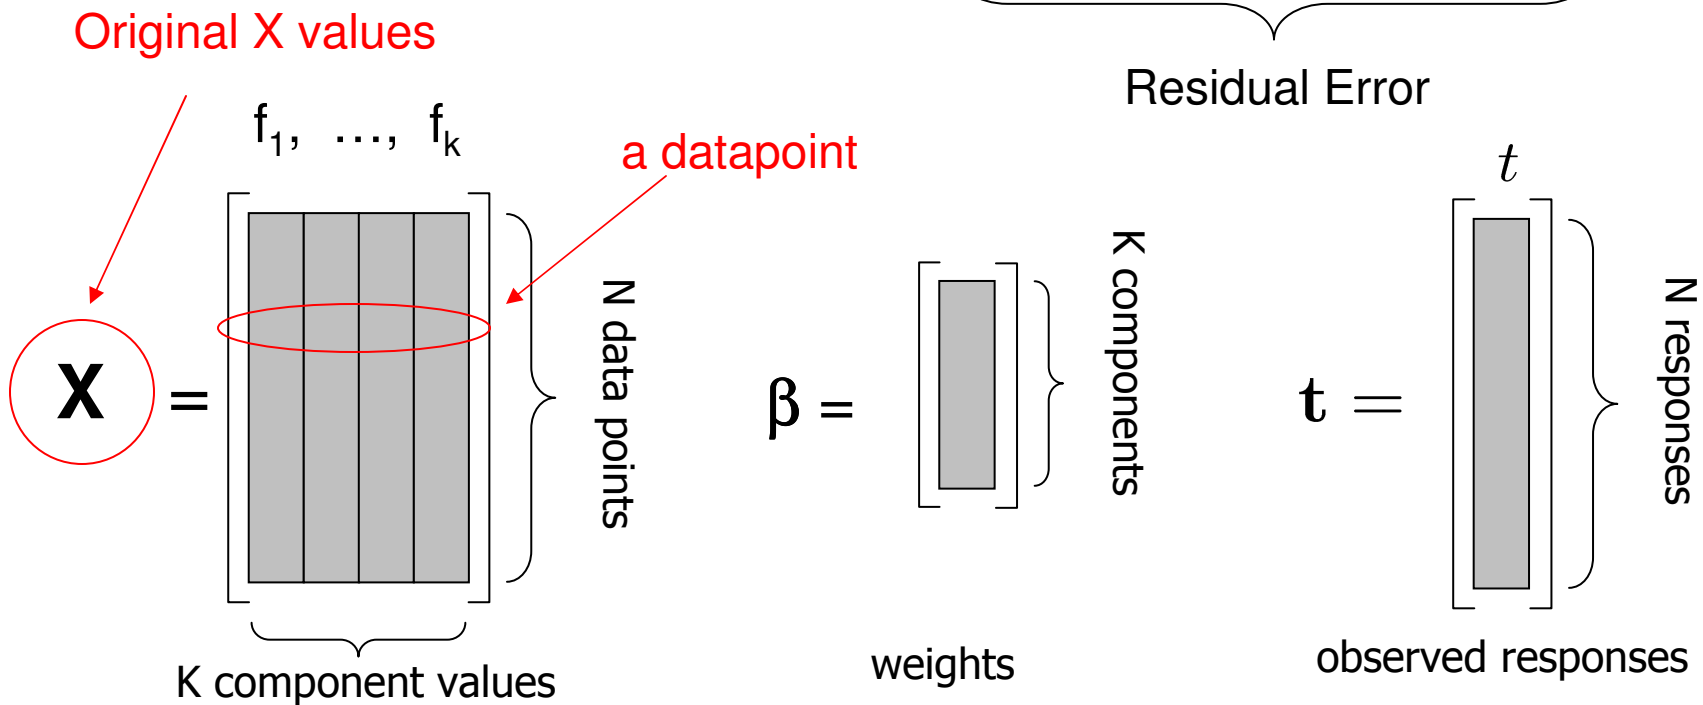 Original X values
Residual Error
f₁, …, fₖ
a datapoint
t
X =
N data points
β =
K components
t =
N responses
K component values
weights
observed responses